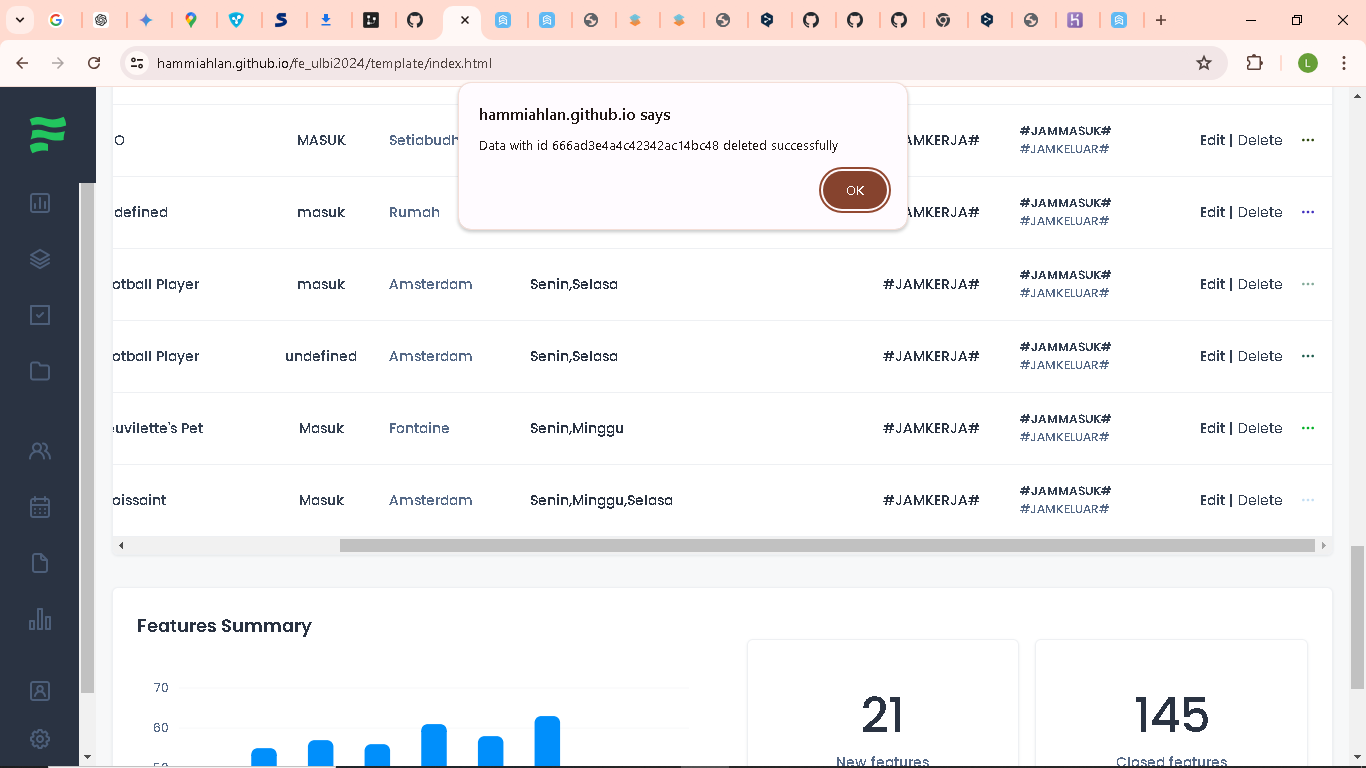 hammiahlan.github.io/fe_ulbi2024/template/index.html
L
hammiahlan.github.io says
Data with id 666ad3e4a4c42342ac14bc48 deleted successfully
OK
O MASUK Setiabudh AMKERJA# #JAMMASUK# Edit | Delete
#JAMKELUAR#
defined masuk Rumah AMKERJA# #JAMMASUK# Edit | Delete
#JAMKELUAR#
otball Player masuk Amsterdam Senin,Selasa #JAMKERJA# #JAMMASUK# Edit | Delete
#JAMKELUAR#
otball Player undefined Amsterdam Senin,Selasa #JAMKERJA# #JAMMASUK# Edit | Delete
#JAMKELUAR#
euvilette's Pet Masuk Fontaine Senin,Minggu #JAMKERJA# #JAMMASUK# Edit | Delete
#JAMKELUAR#
oissaint Masuk Amsterdam Senin,Minggu,Selasa #JAMKERJA# #JAMMASUK# Edit | Delete
#JAMKELUAR#
Features Summary
70
60
50
21
New features
145
Closed features